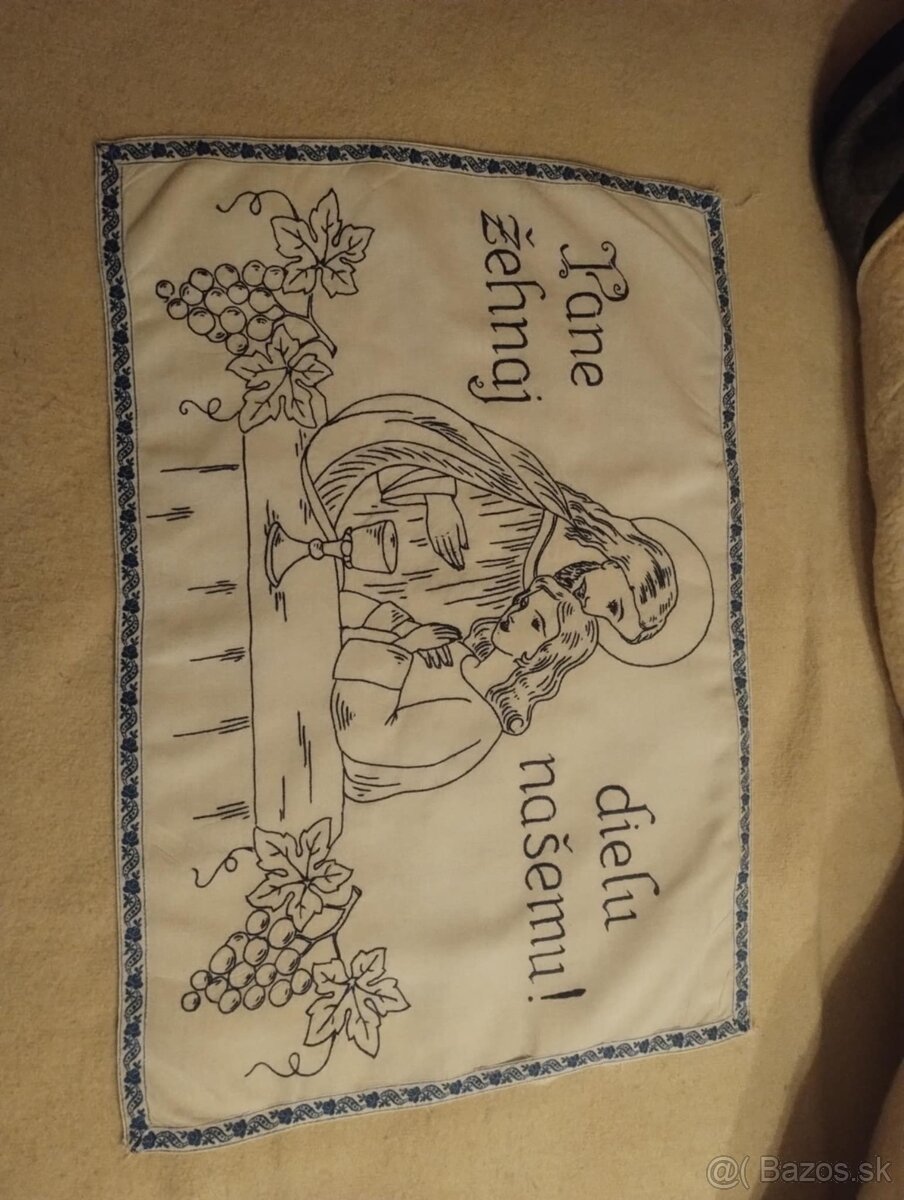 Pane
žehnaj
dielu
našemu!
@( Bazos.sk